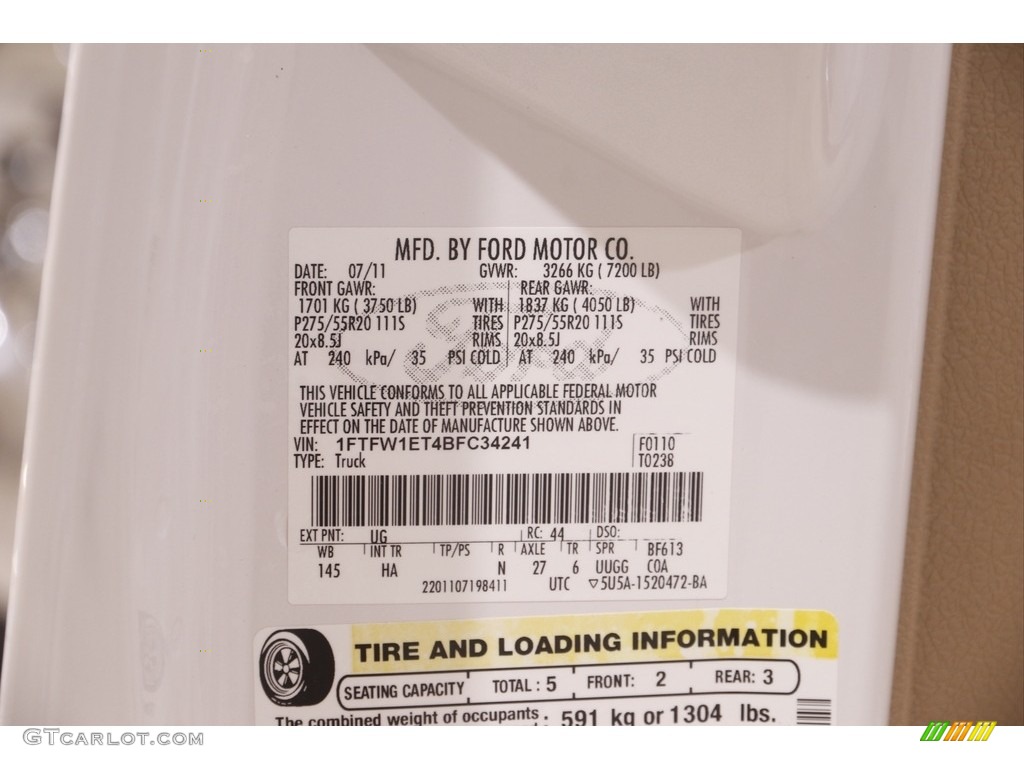 MFD. BY FORD MOTOR CO.
DATE: 07/11 GVWR: 3266 KG ( 7200 LB)
FRONT GAWR: REAR GAWR:
1701 KG ( 3750 LB) WITH 1837 KG ( 4050 LB) WITH
P275/55R20 111S TIRES P275/55R20 111S TIRES
20x8.5J RIMS 20x8.5J RIMS
AT 240 kPa/ 35 PSI COLD AT 240 kPa/ 35 PSI COLD
Ford
THIS VEHICLE CONFORMS TO ALL APPLICABLE FEDERAL MOTOR
VEHICLE SAFETY AND THEFT PREVENTION STANDARDS IN
EFFECT ON THE DATE OF MANUFACTURE SHOWN ABOVE.
VIN: 1FTFW1ET4BFC34241 F0110
TYPE: Truck T0238
EXT PNT: UG RC: 44 DSO:
WB INT TR TP/PS R AXLE TR SPR BF613
145 HA N 27 6 UUGG COA
2201107198411 UTC ▽5U5A-1520472-BA
TIRE AND LOADING INFORMATION
SEATING CAPACITY TOTAL : 5 FRONT: 2 REAR: 3
The combined weight of occupants 591 kg or 1304 lbs.
GTcarlot.com